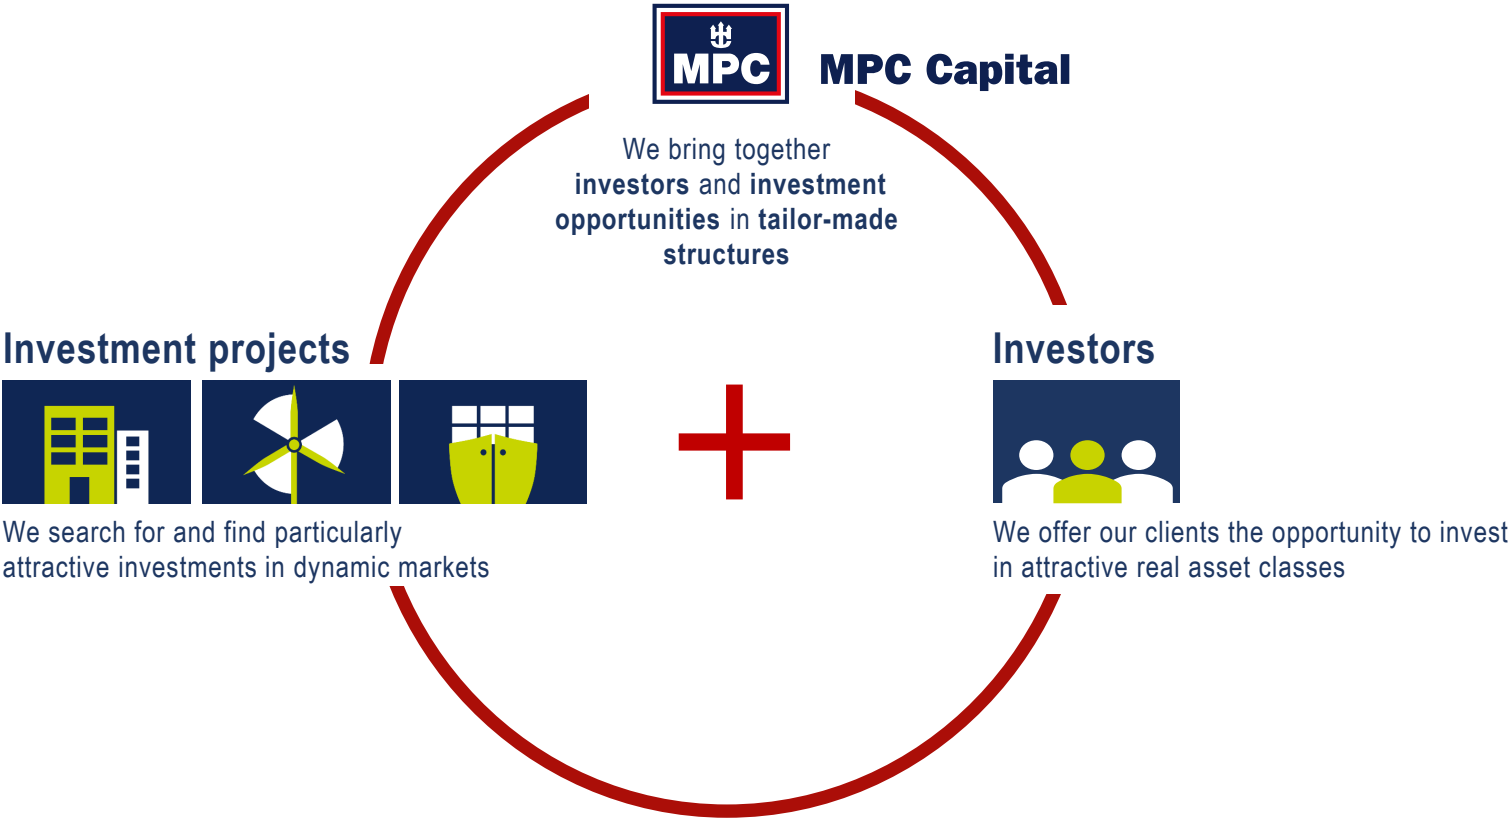 MPC
MPC Capital
We bring together
investors and investment
opportunities in tailor-made
structures
Investment projects
We search for and find particularly
attractive investments in dynamic markets
Investors
We offer our clients the opportunity to invest
in attractive real asset classes